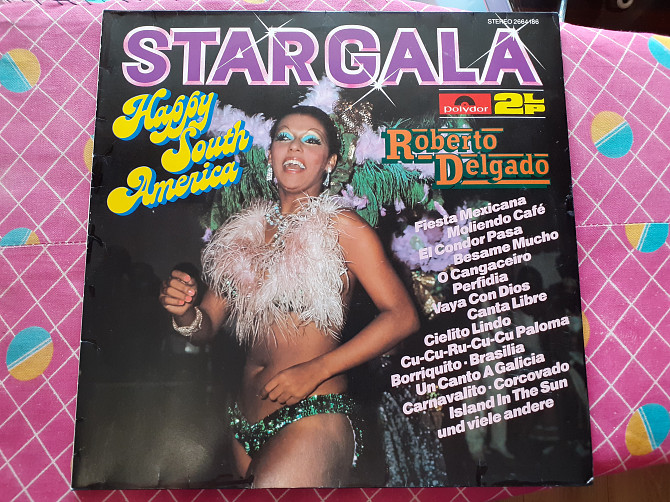 STEREO 2664186
STARGALA
Happy
South
America
Polydor
2LP
Roberto
Delgado
Fiesta Mexicana
Moliendo Café
El Condor Pasa
Besame Mucho
O Cangaceiro
Perfidia
Vaya Con Dios
Canta Libre
Cielito Lindo
Cu-Cu-Ru-Cu-Cu Paloma
Borriquito · Brasilia
Un Canto A Galicia
Carnavalito · Corcovado
Island In The Sun
und viele andere